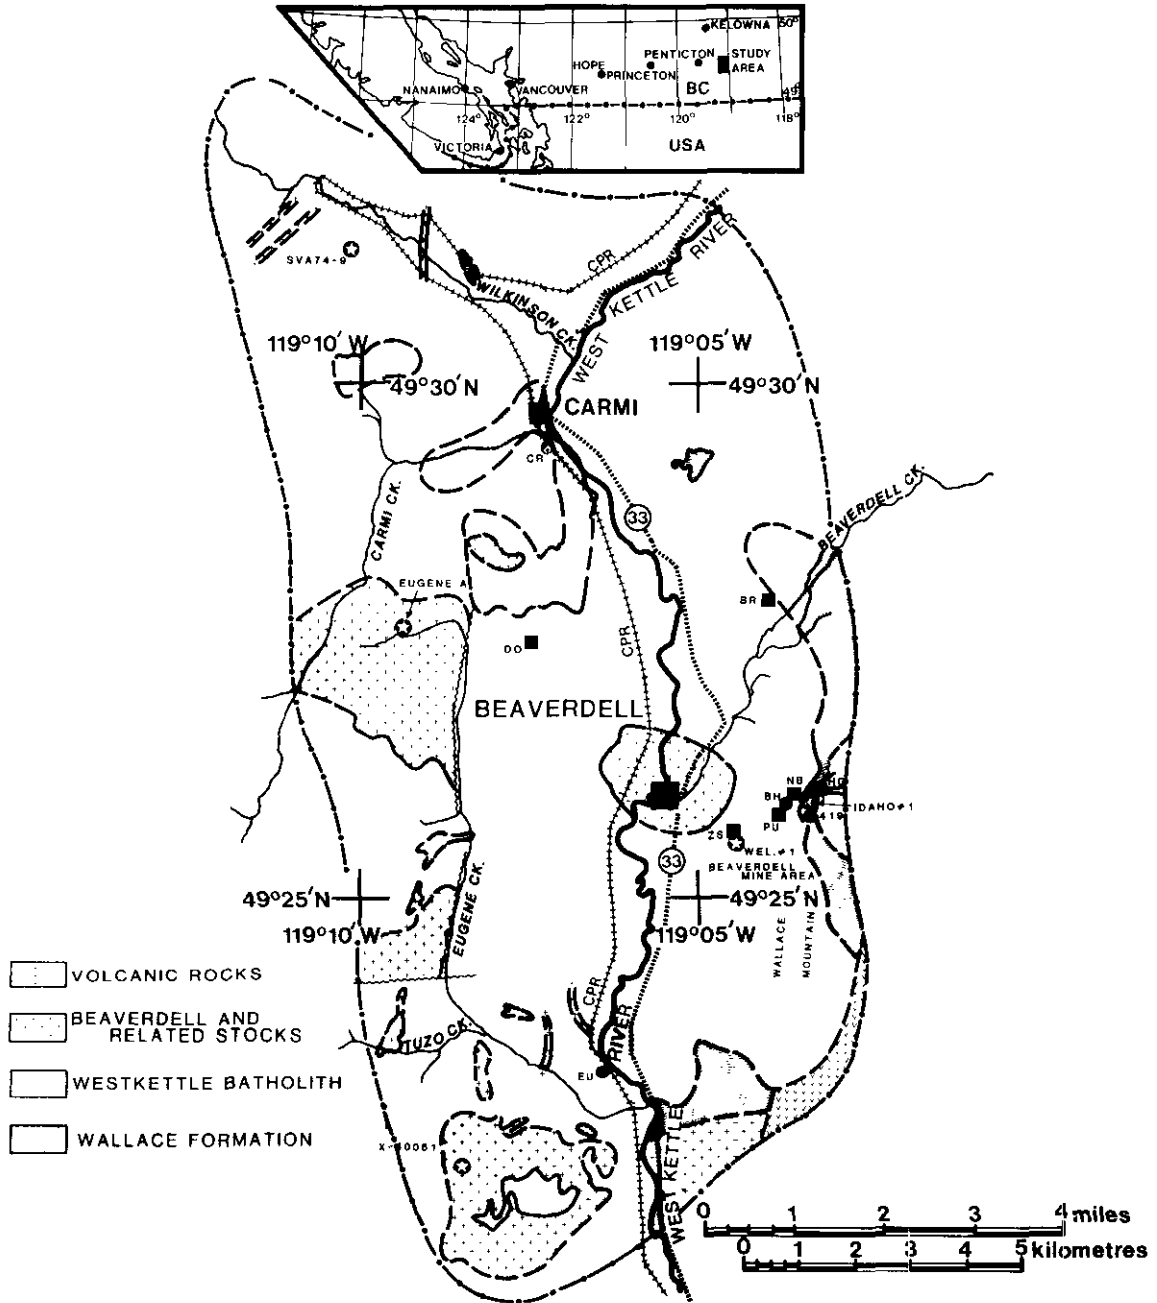 KELOWNA
50°
PENTICTON
STUDY
AREA
HOPE
PRINCETON
BC
NANAIMO
VANCOUVER
49°
124°
122°
120°
118°
VICTORIA
USA
CPR
WEST KETTLE RIVER
SVA74-9
WILKINSON CK.
119°10′ W
49°30′N
119°05′ W
49°30′N
CARMI
CR
CARMI CK.
33
BEAVERDELL CK.
EUGENE A
BR
DO
CPR
BEAVERDELL
NB
BH
IDAHO#1
PU
419
ZS
WEL.#1
33
BEAVERDELL
MINE AREA
49°25′N
119°10′ W
49°25′N
119°05′ W
EUGENE CK.
WALLACE
MOUNTAIN
VOLCANIC ROCKS
BEAVERDELL AND
RELATED STOCKS
WESTKETTLE BATHOLITH
WALLACE FORMATION
CPR
TUZO CK.
EU
WEST KETTLE RIVER
0 1 2 3 4 miles
0 1 2 3 4 5 kilometres